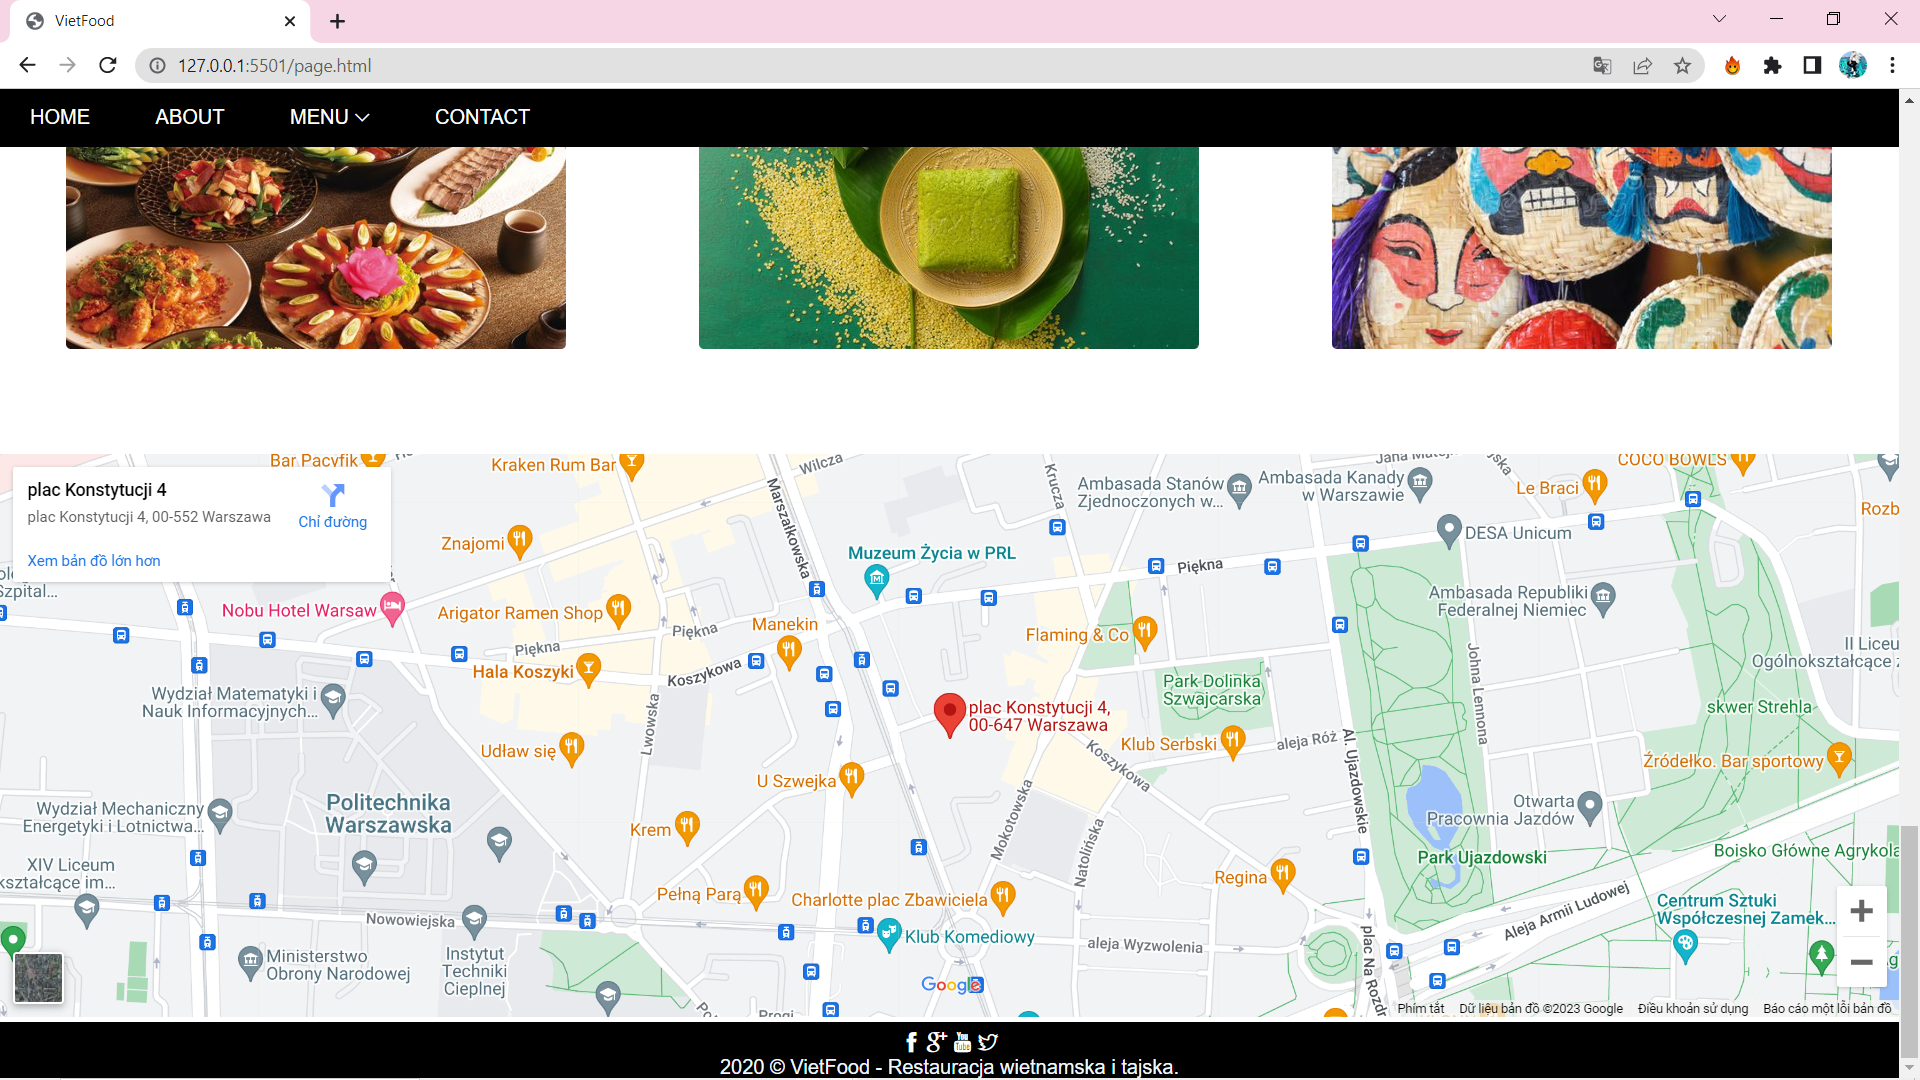 VietFood
127.0.0.1:5501/page.html
HOME
ABOUT
MENU
CONTACT
plac Konstytucji 4
plac Konstytucji 4, 00-552 Warszawa
Chỉ đường
Xem bản đồ lớn hơn
Bar Pacyfik
Kraken Rum Bar
Wilcza
Marszałkowska
Krucza
Ambasada Stanów
Zjednoczonych w...
Ambasada Kanady
w Warszawie
Le Braci
COCO BOWLS
Rozb
DESA Unicum
Znajomi
Muzeum Życia w PRL
Piękna
Szpital...
Nobu Hotel Warsaw
Arigator Ramen Shop
Manekin
Piękna
Piękna
Flaming & Co
Ambasada Republiki
Federalnej Niemiec
II Liceu
Ogólnokształcące
Hala Koszyki
Koszykowa
Johna Lennona
Park Dolinka
Szwajcarska
Wydział Matematyki i
Nauk Informacyjnych...
Lwowska
plac Konstytucji 4,
00-647 Warszawa
skwer Strehla
Udław się
Klub Serbski
aleja Róż
Al. Ujazdowskie
Koszykowa
Źródełko. Bar sportowy
U Szwejka
Wydział Mechaniczny
Energetyki i Lotnictwa...
Politechnika
Warszawska
Krem
Mokotowska
Natolińska
Otwarta
Pracownia Jazdów
XIV Liceum
kształcące im...
Park Ujazdowski
Boisko Główne Agrykola
Regina
Pełną Parą
Charlotte plac Zbawiciela
Nowowiejska
Aleja Armii Ludowej
Centrum Sztuki
Współczesnej Zamek...
Klub Komediowy
aleja Wyzwolenia
plac Na Rozdr
Ministerstwo
Obrony Narodowej
Instytut
Techniki
Cieplnej
Google
Phím tắt
Dữ liệu bản đồ ©2023 Google
Điều khoản sử dụng
Báo cáo một lỗi bản đồ
2020 © VietFood - Restauracja wietnamska i tajska.